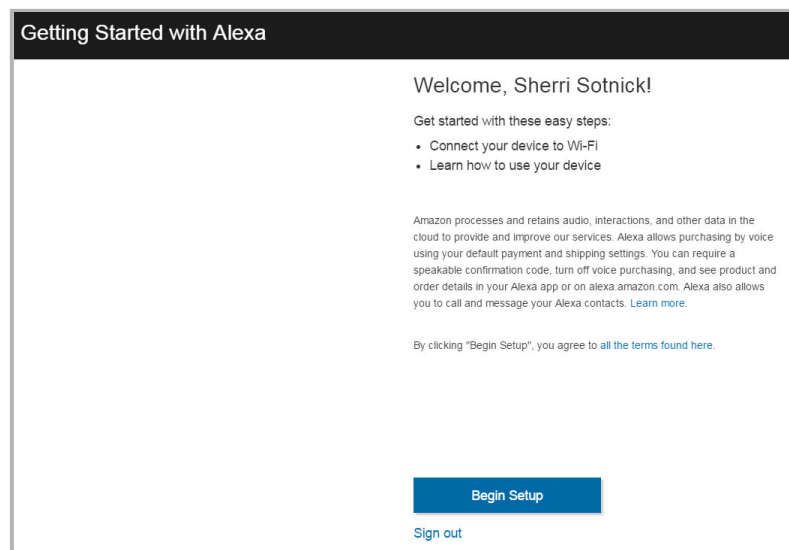 Getting Started with Alexa
Welcome, Sherri Sotnick!
Get started with these easy steps:
• Connect your device to Wi-Fi
• Learn how to use your device
Amazon processes and retains audio, interactions, and other data in the
cloud to provide and improve our services. Alexa allows purchasing by voice
using your default payment and shipping settings. You can require a
speakable confirmation code, turn off voice purchasing, and see product and
order details in your Alexa app or on alexa.amazon.com. Alexa also allows
you to call and message your Alexa contacts. Learn more.
By clicking "Begin Setup", you agree to all the terms found here.
Begin Setup
Sign out